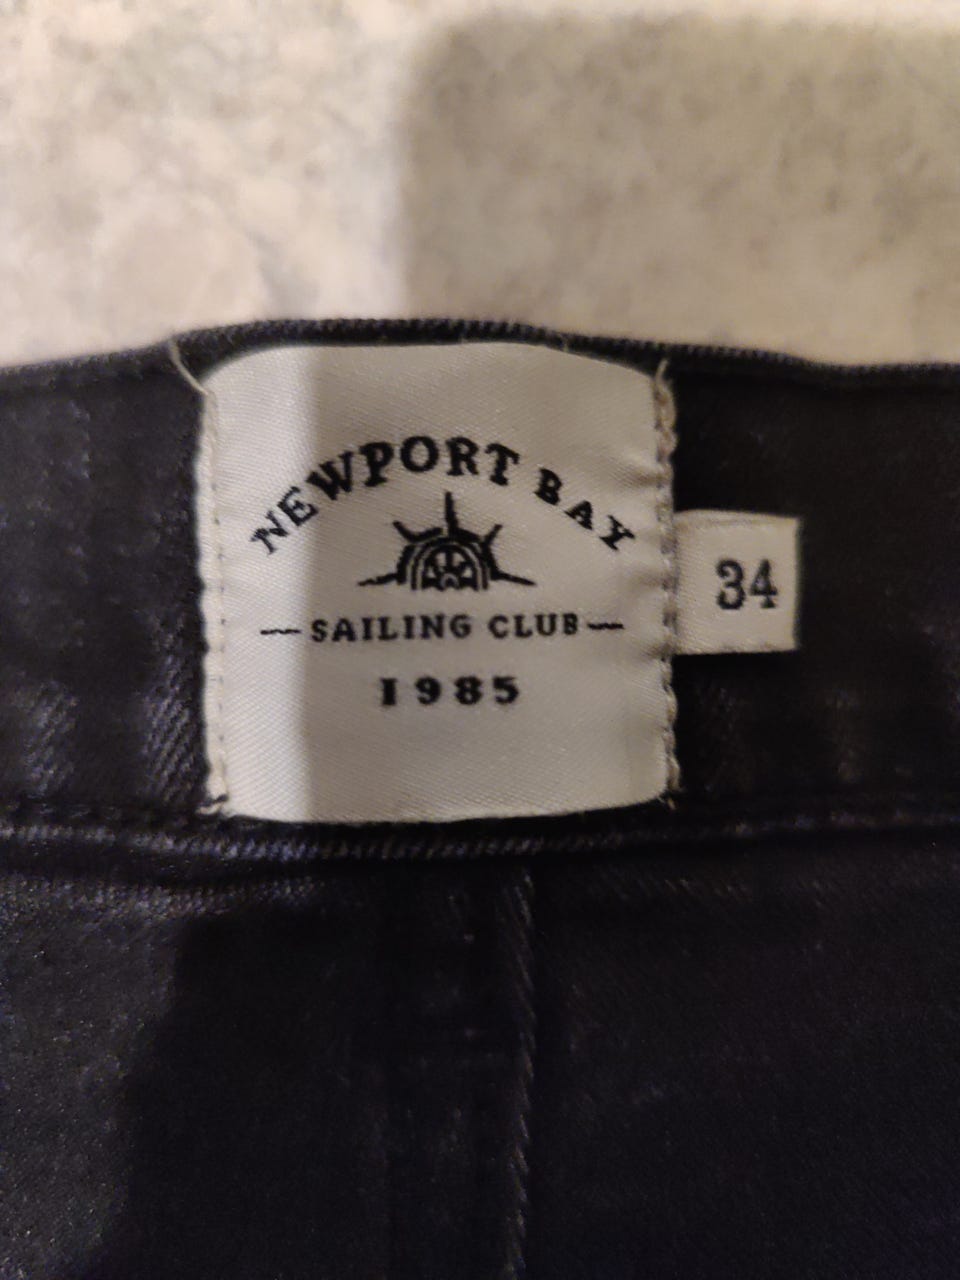 NEWPORT BAY
SAILING CLUB
1985
34